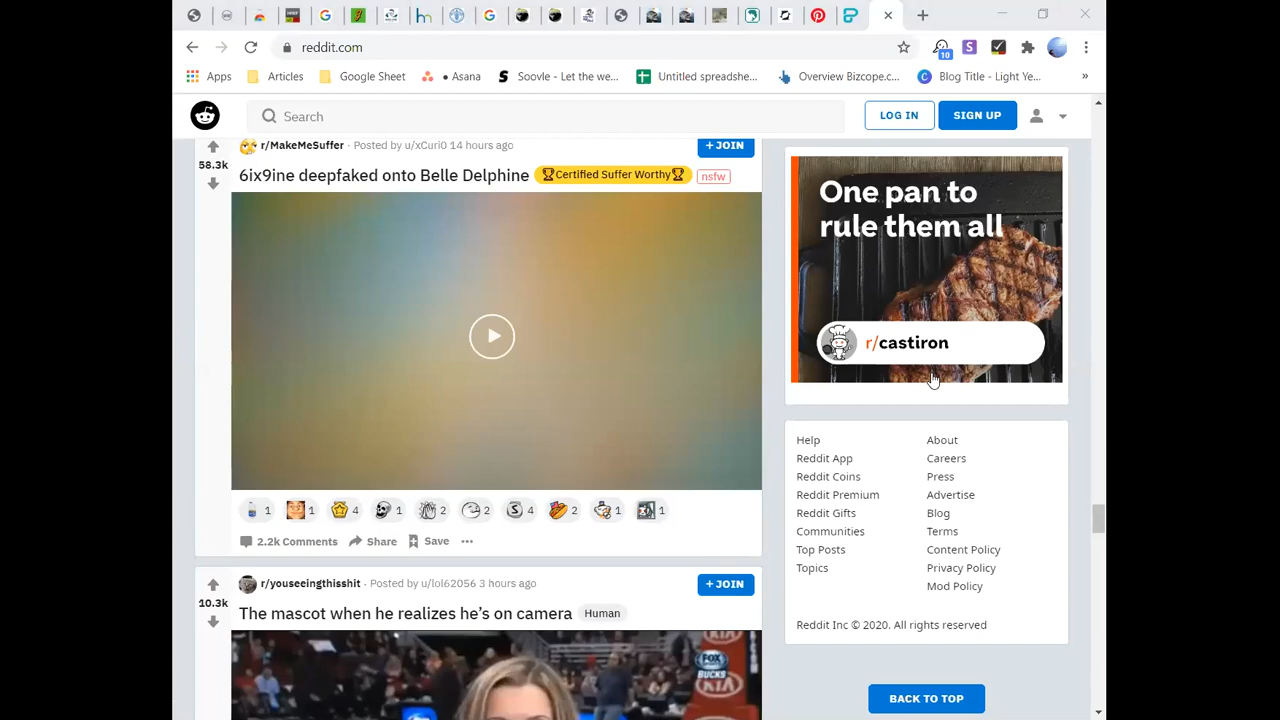 10
reddit.com
Apps
Articles
Google Sheet
• Asana
Soovle - Let the we...
Untitled spreadshe...
Overview Bizcope.c...
Blog Title - Light Ye...
»
Search
LOG IN
SIGN UP
r/MakeMeSuffer · Posted by u/xCuri0 14 hours ago
+ JOIN
58.3k
6ix9ine deepfaked onto Belle Delphine
🏆Certified Suffer Worthy🏆
nsfw
1
1
4
1
2
2
4
2
1
1
2.2k Comments
Share
Save
...
r/youseeingthisshit · Posted by u/lol62056 3 hours ago
+ JOIN
10.3k
The mascot when he realizes he's on camera
Human
FOX
BUCKS
KIA
KIA
One pan to
rule them all
r/castiron
Help
About
Reddit App
Careers
Reddit Coins
Press
Reddit Premium
Advertise
Reddit Gifts
Blog
Communities
Terms
Top Posts
Content Policy
Topics
Privacy Policy
Mod Policy
Reddit Inc © 2020. All rights reserved
BACK TO TOP